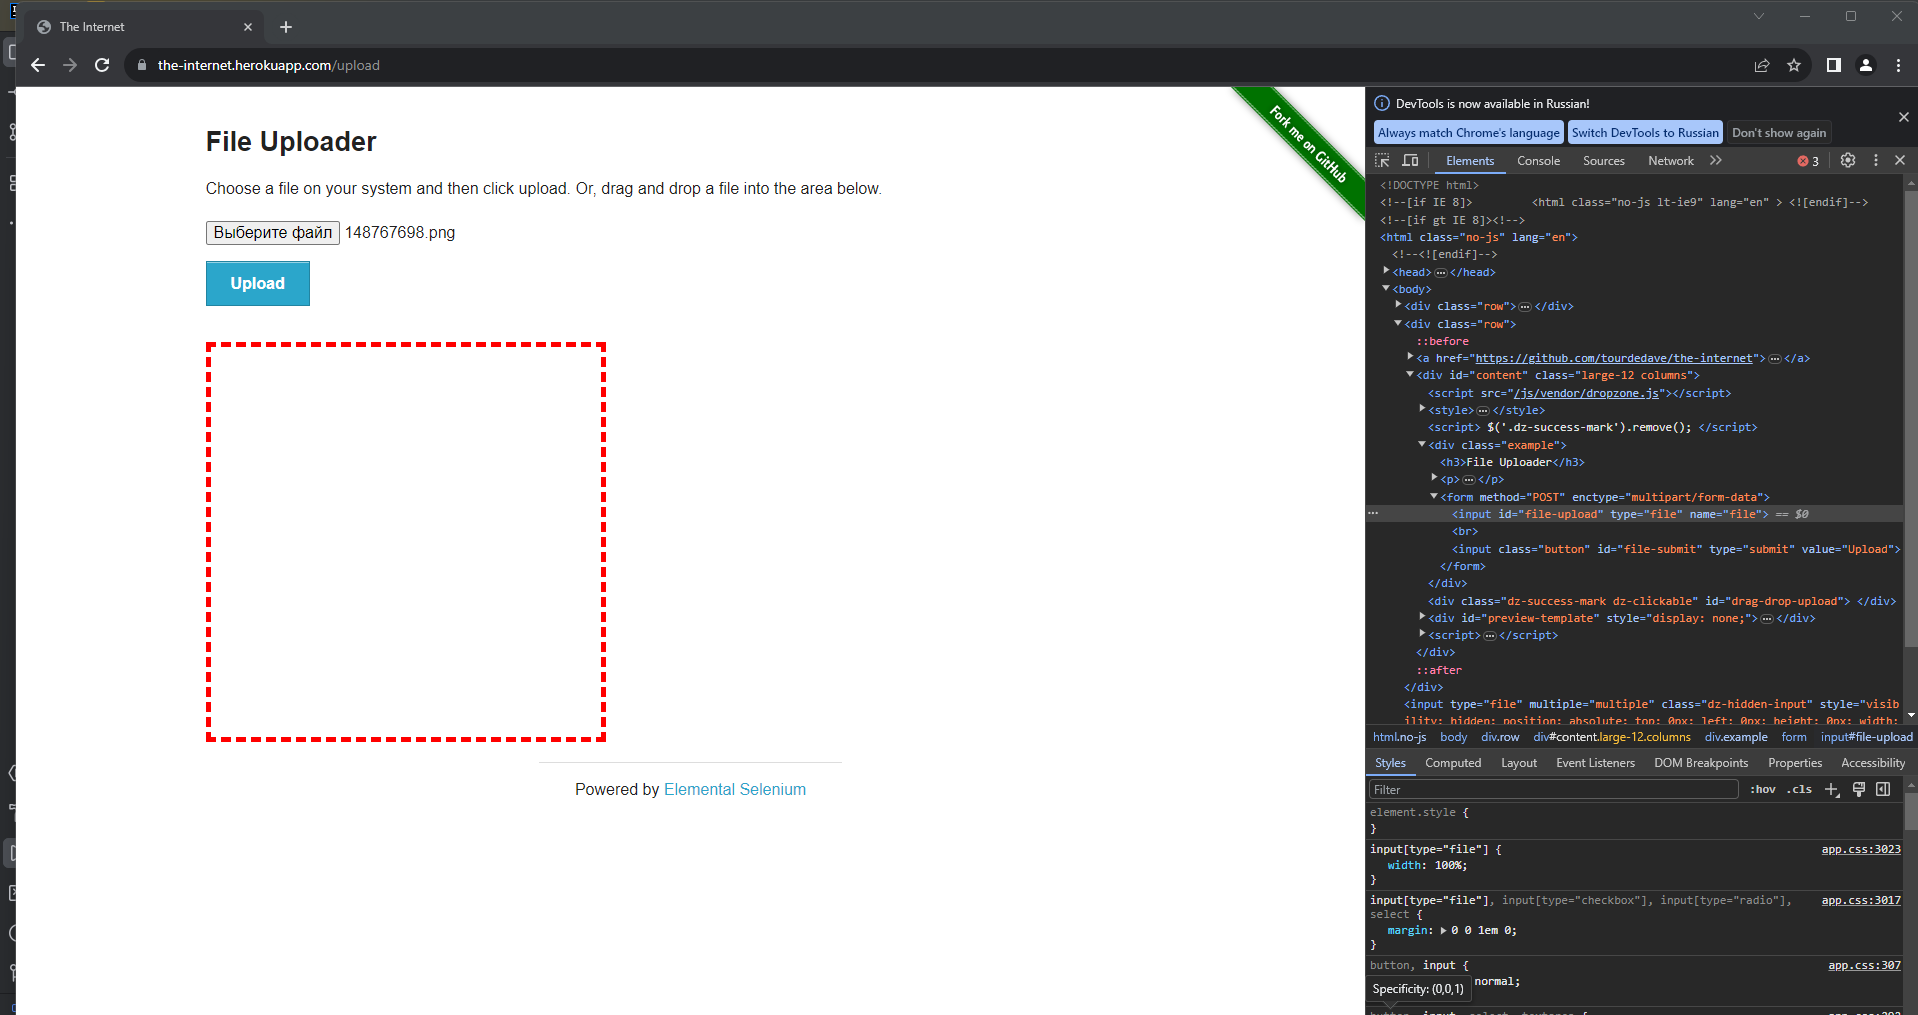 The Internet
the-internet.herokuapp.com/upload
File Uploader
Choose a file on your system and then click upload. Or, drag and drop a file into the area below.
Выберите файл 148767698.png
Upload
Fork me on GitHub
Powered by Elemental Selenium
DevTools is now available in Russian!
Always match Chrome's language Switch DevTools to Russian Don't show again
Elements Console Sources Network 3
<!DOCTYPE html>
<!--[if IE 8]> <html class="no-js lt-ie9" lang="en" > <![endif]-->
<!--[if gt IE 8]><!-->
<html class="no-js" lang="en">
<!--<![endif]-->
<head>…</head>
<body>
<div class="row">…</div>
<div class="row">
::before
<a href="https://github.com/tourdedave/the-internet">…</a>
<div id="content" class="large-12 columns">
<script src="/js/vendor/dropzone.js"></script>
<style>…</style>
<script> $('.dz-success-mark').remove(); </script>
<div class="example">
<h3>File Uploader</h3>
<p>…</p>
<form method="POST" enctype="multipart/form-data">
<input id="file-upload" type="file" name="file"> == $0
<br>
<input class="button" id="file-submit" type="submit" value="Upload">
</form>
</div>
<div class="dz-success-mark dz-clickable" id="drag-drop-upload"> </div>
<div id="preview-template" style="display: none;">…</div>
<script>…</script>
</div>
::after
</div>
<input type="file" multiple="multiple" class="dz-hidden-input" style="visib
ility: hidden; position: absolute; top: 0px; left: 0px; height: 0px; width:
html.no-js body div.row div#content.large-12.columns div.example form input#file-upload
Styles Computed Layout Event Listeners DOM Breakpoints Properties Accessibility
Filter :hov .cls
element.style {
}
input[type="file"] { app.css:3023
width: 100%;
}
input[type="file"], input[type="checkbox"], input[type="radio"], app.css:3017
select {
margin: 0 0 1em 0;
}
button, input { app.css:307
normal;
Specificity: (0,0,1)